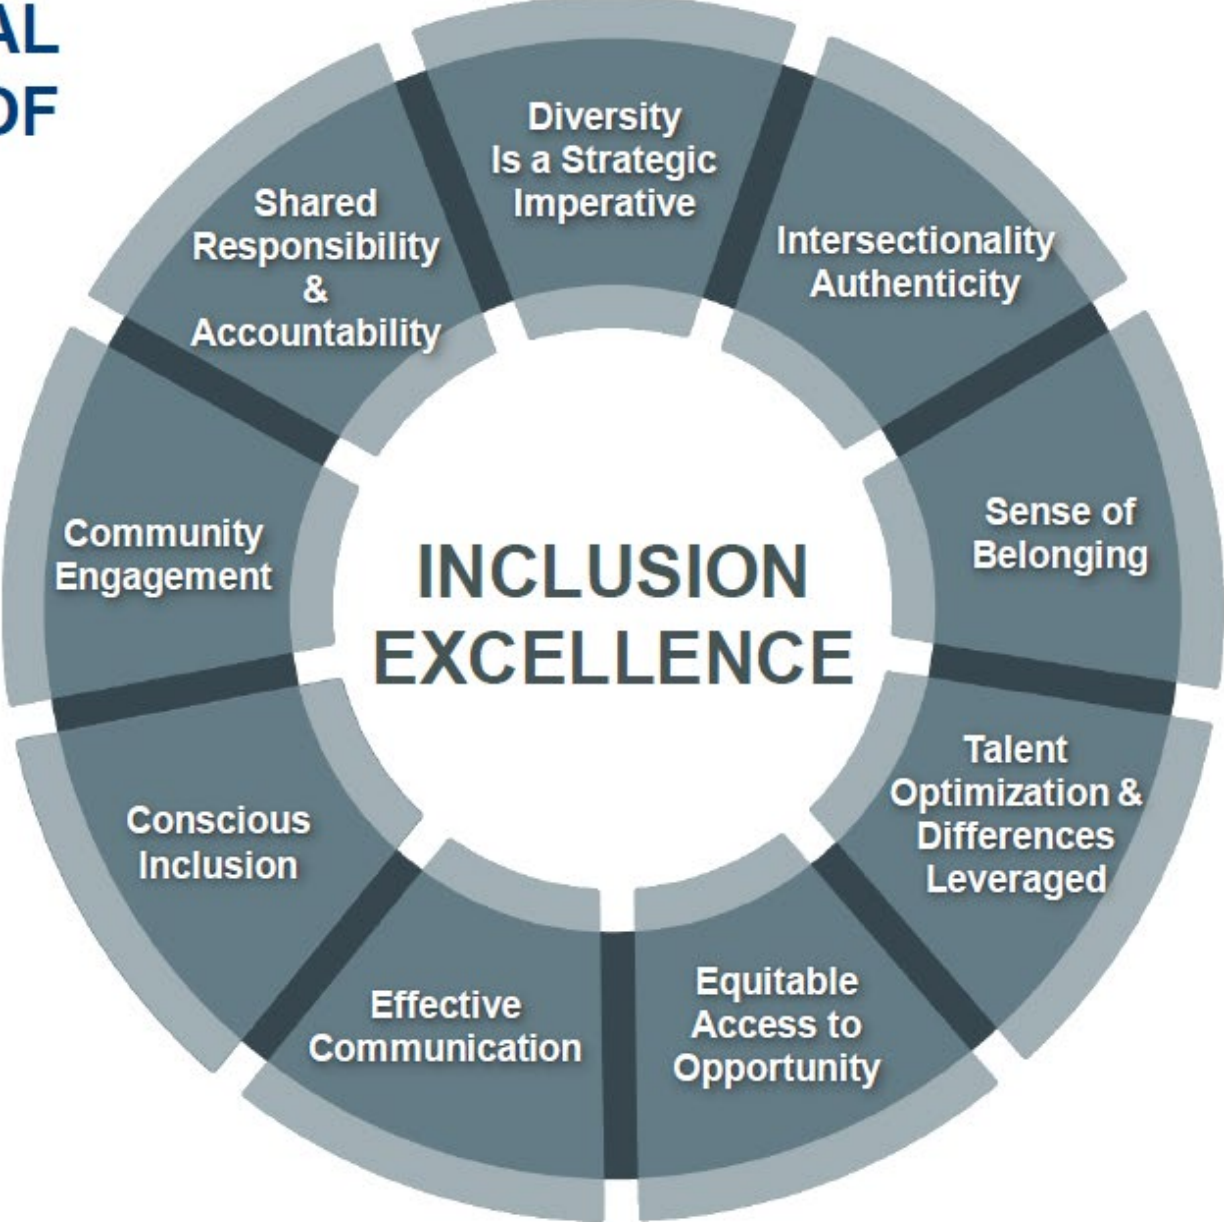 AL
OF
Diversity
Is a Strategic
Imperative
Intersectionality
Authenticity
Sense of
Belonging
Talent
Optimization &
Differences
Leveraged
Equitable
Access to
Opportunity
Effective
Communication
Conscious
Inclusion
Community
Engagement
Shared
Responsibility
&
Accountability
INCLUSION
EXCELLENCE